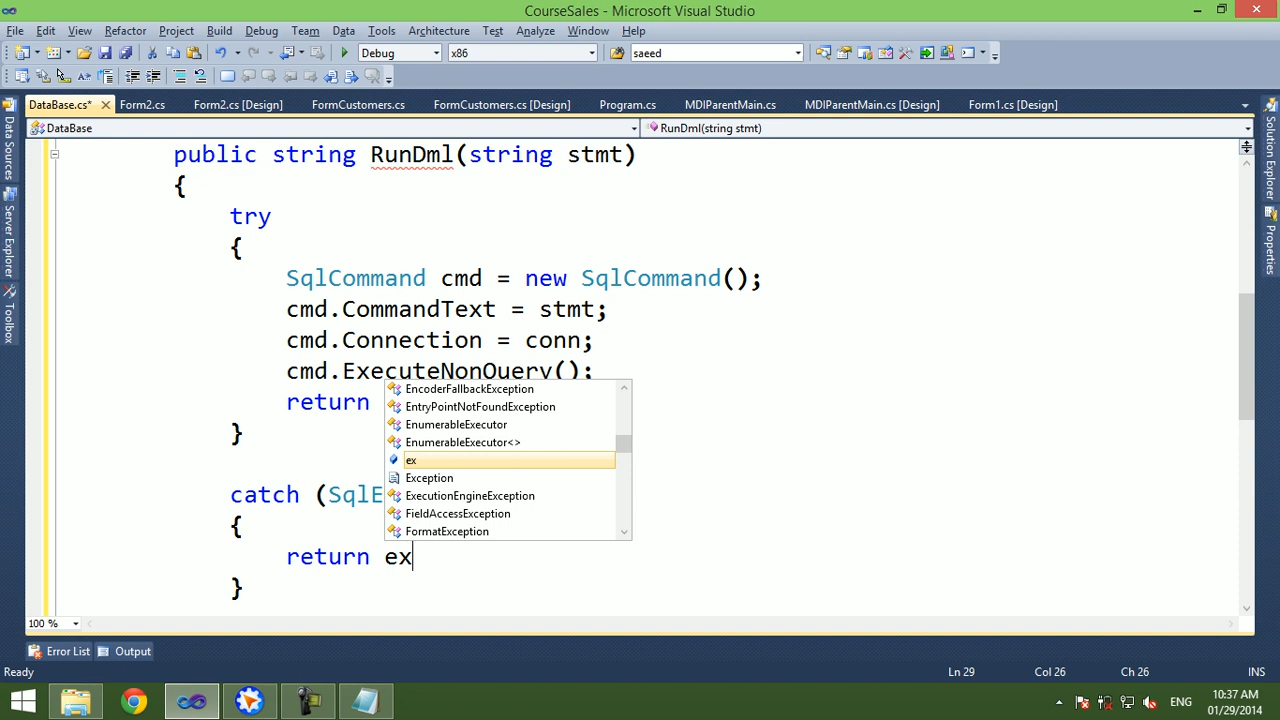 CourseSales - Microsoft Visual Studio
File Edit View Refactor Project Build Debug Team Data Tools Architecture Test Analyze Window Help
Debug x86 saeed
DataBase.cs* Form2.cs Form2.cs [Design] FormCustomers.cs FormCustomers.cs [Design] Program.cs MDIParentMain.cs MDIParentMain.cs [Design] Form1.cs [Design]
DataBase RunDml(string stmt)
Data Sources
Server Explorer
Toolbox
Solution Explorer
Properties
public string RunDml(string stmt)
{
try
{
SqlCommand cmd = new SqlCommand();
cmd.CommandText = stmt;
cmd.Connection = conn;
cmd.ExecuteNonQuery();
return
}
catch (SqlE
{
return ex
}
EncoderFallbackException
EntryPointNotFoundException
EnumerableExecutor
EnumerableExecutor<>
ex
Exception
ExecutionEngineException
FieldAccessException
FormatException
100 %
Error List Output
Ready Ln 29 Col 26 Ch 26 INS
ENG 10:37 AM
01/29/2014